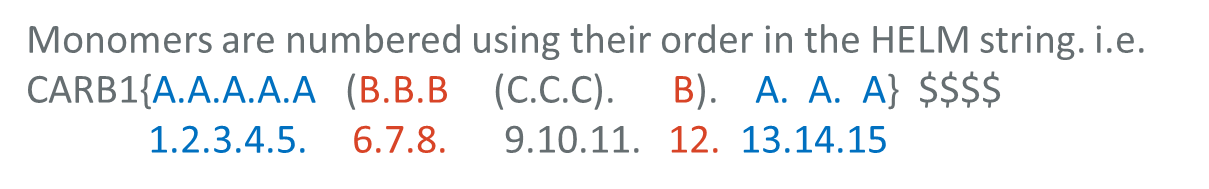 Monomers are numbered using their order in the HELM string. i.e.
CARB1{A.A.A.A.A (B.B.B (C.C.C). B). A. A. A} $$$$
1.2.3.4.5. 6.7.8. 9.10.11. 12. 13.14.15